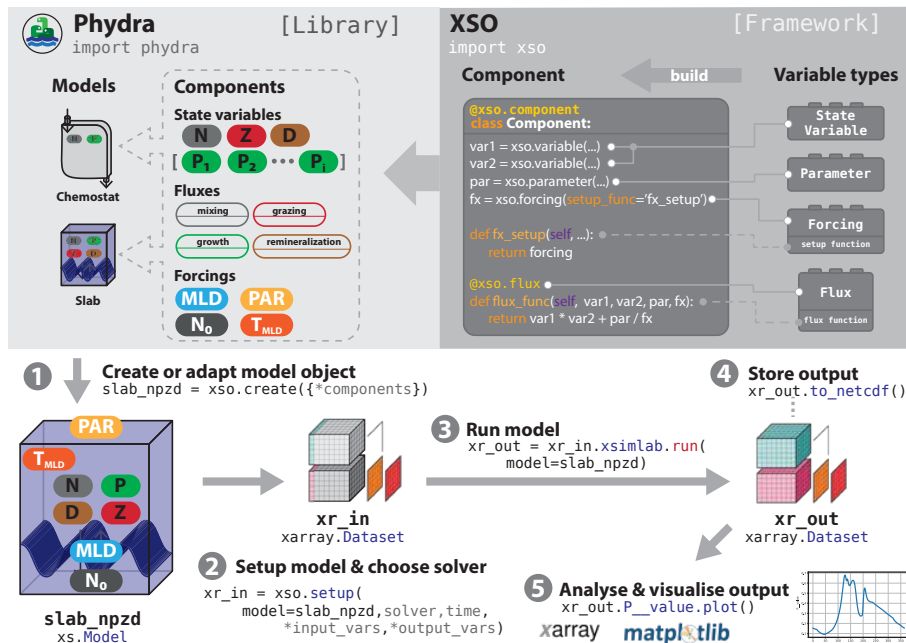 Phydra
[Library]
import phydra
Models
Components
State variables
N Z D
[ P1 P2 ··· Pi ]
N P
Chemostat
Fluxes
mixing grazing
growth remineralization
N P
Z D
Slab
Forcings
MLD PAR
N0 TMLD
XSO
[Framework]
import xso
Component
build
Variable types
@xso.component
class Component:
var1 = xso.variable(...)
var2 = xso.variable(...)
par = xso.parameter(...)
fx = xso.forcing(setup_func='fx_setup')
def fx_setup(self, ...):
return forcing
@xso.flux
def flux_func(self, var1, var2, par, fx):
return var1 * var2 + par / fx
State
Variable
Parameter
Forcing
setup function
Flux
flux function
1 Create or adapt model object
slab_npzd = xso.create({*components})
PAR
TMLD
N P
D Z
MLD
N0
slab_npzd
xs.Model
xr_in
xarray.Dataset
2 Setup model & choose solver
xr_in = xso.setup(
model=slab_npzd,solver,time,
*input_vars,*output_vars)
3 Run model
xr_out = xr_in.xsimlab.run(
model=slab_npzd)
4 Store output
xr_out.to_netcdf()
xr_out
xarray.Dataset
5 Analyse & visualise output
xr_out.P__value.plot()
xarray matplotlib